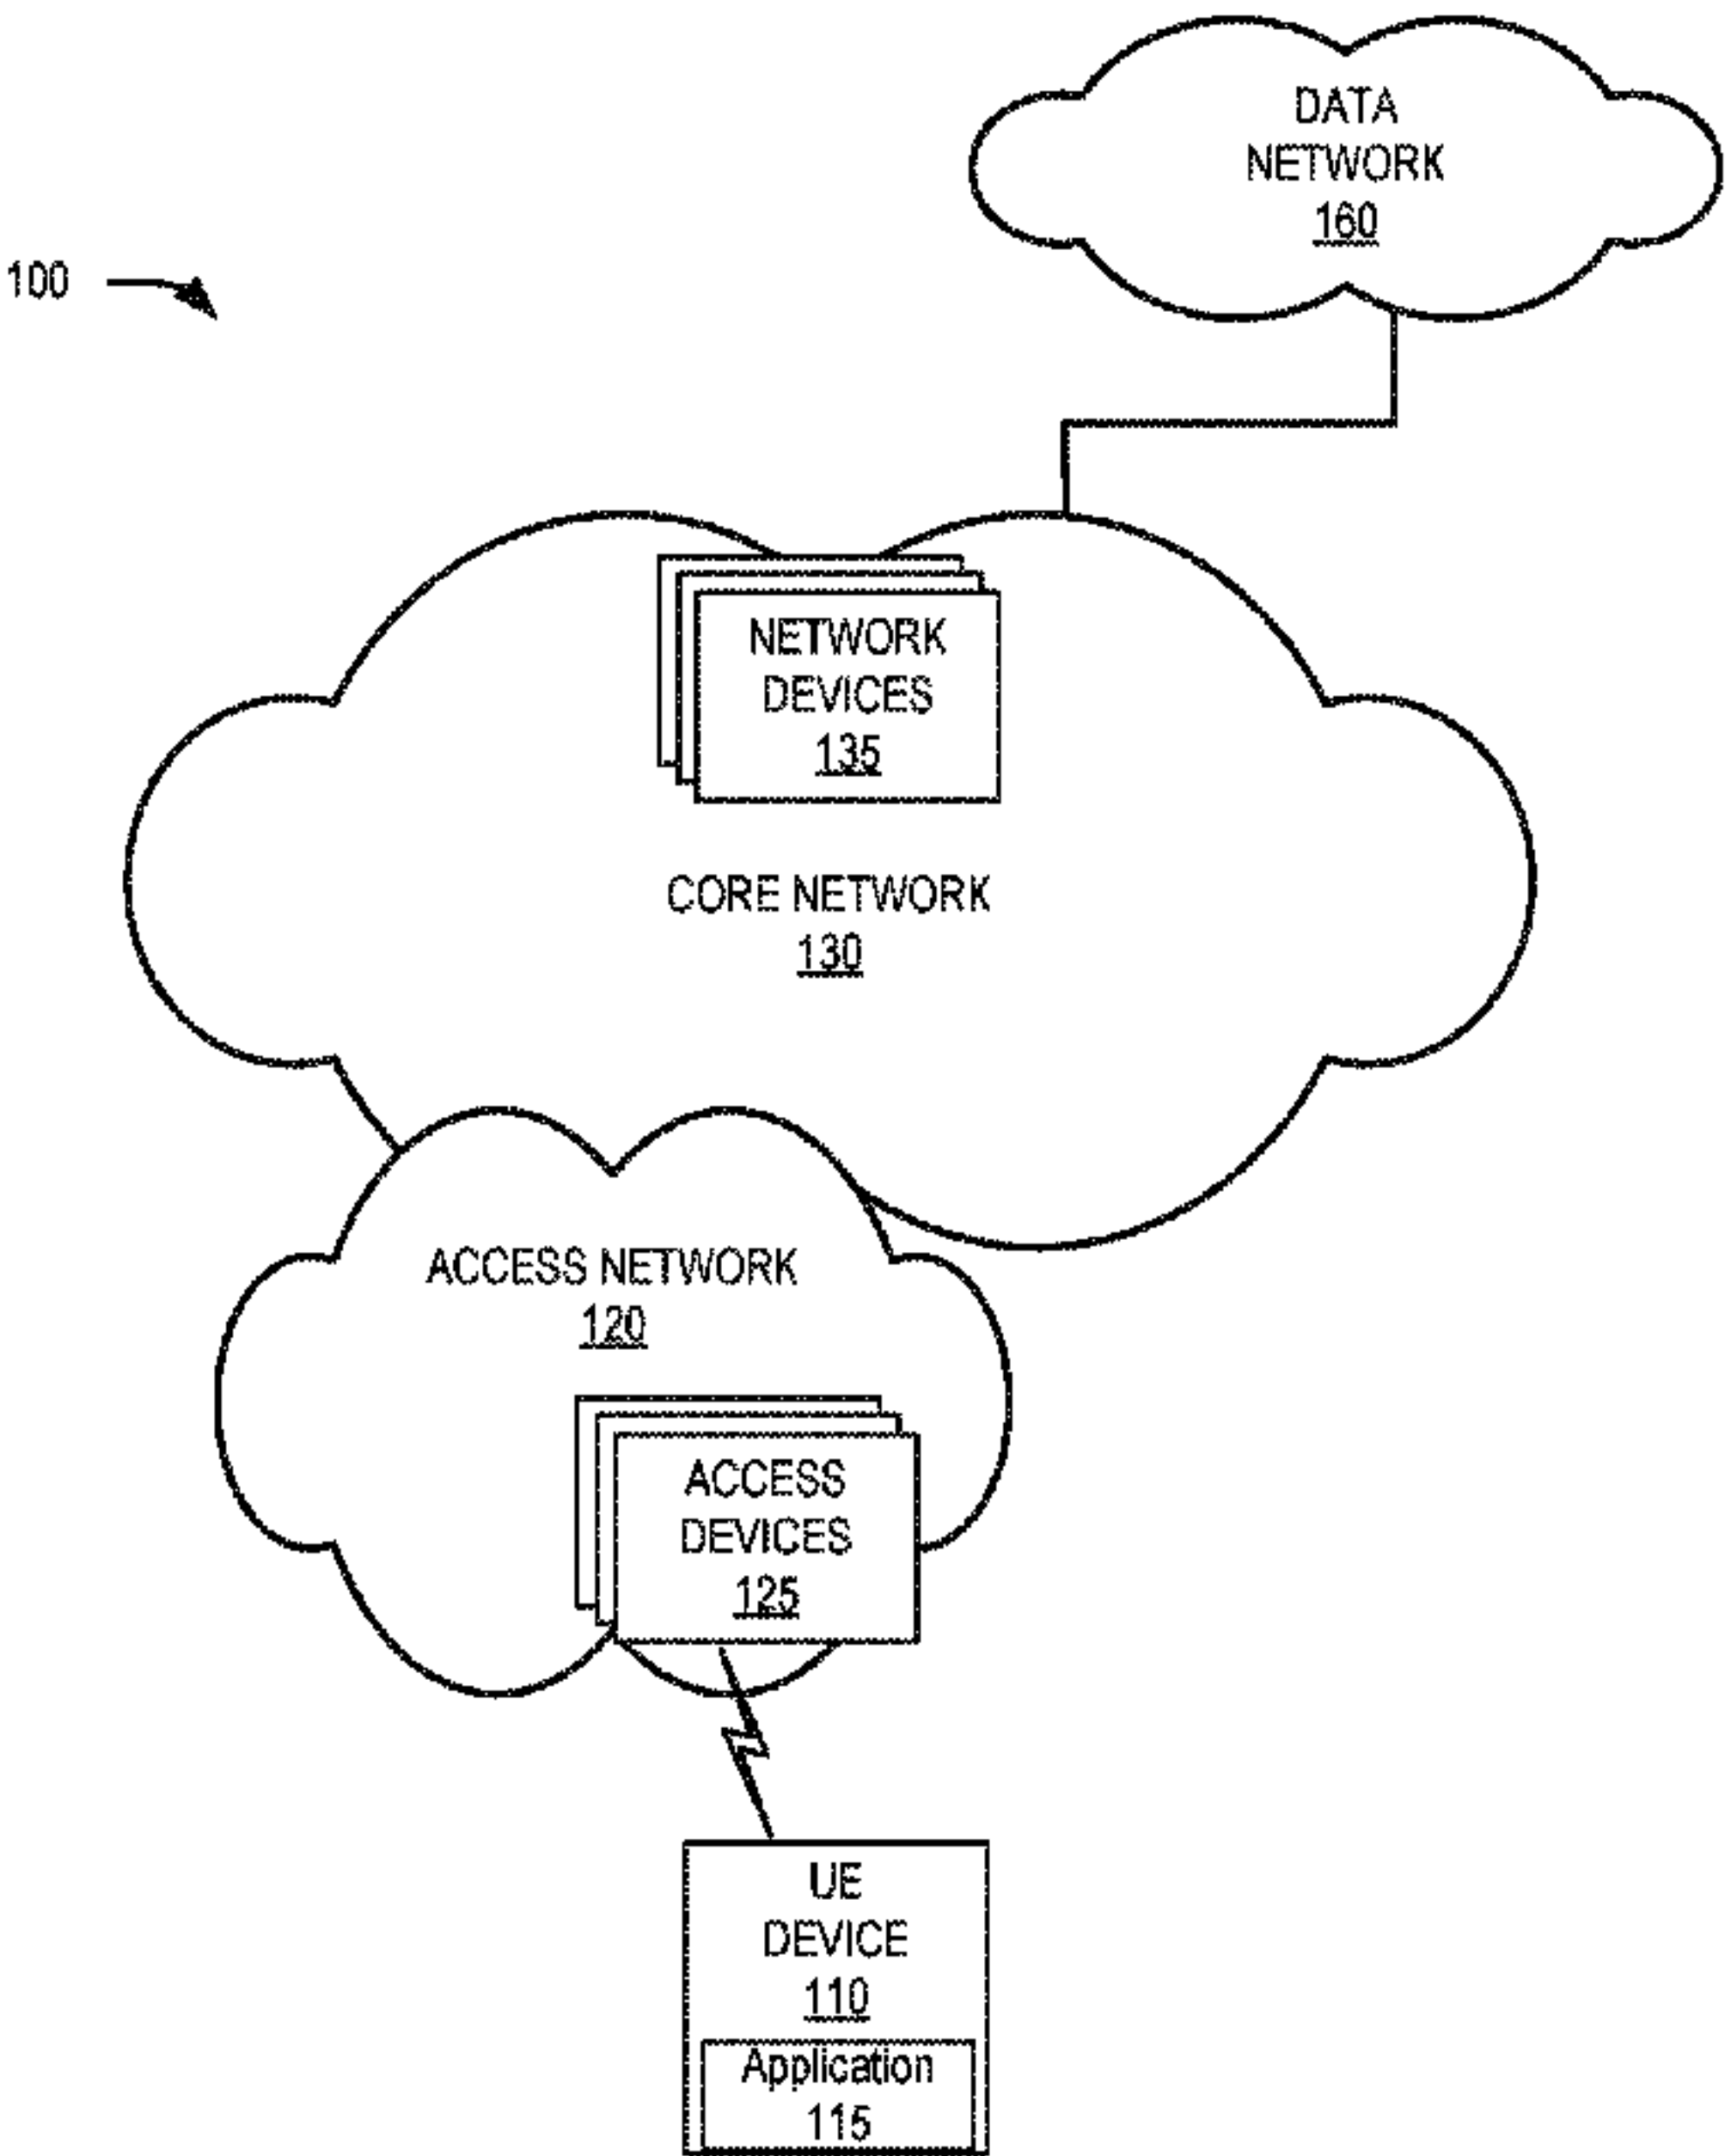 DATA
NETWORK
160
100
NETWORK
DEVICES
135
CORE NETWORK
130
ACCESS NETWORK
120
ACCESS
DEVICES
125
UE
DEVICE
110
Application
115